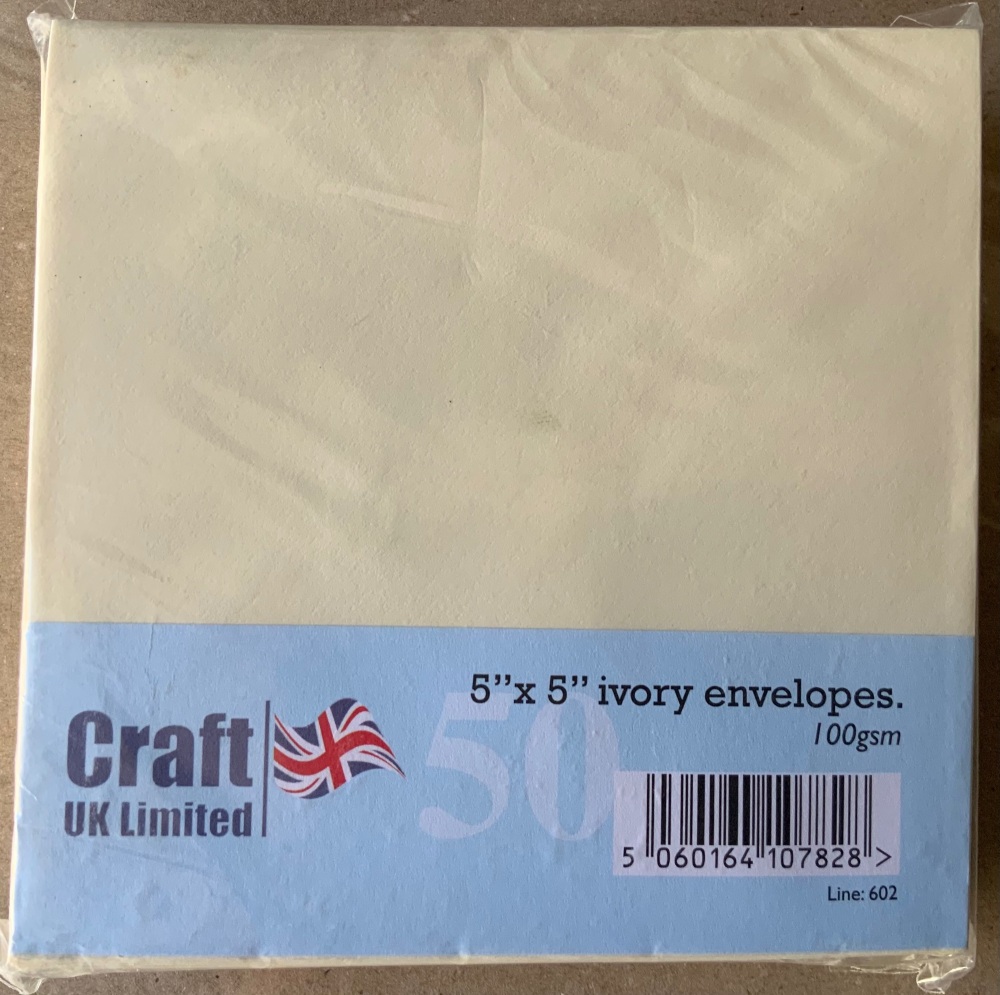 5”x 5” ivory envelopes.
100gsm
50
Craft
UK Limited
5 060164 107828 >
Line: 602